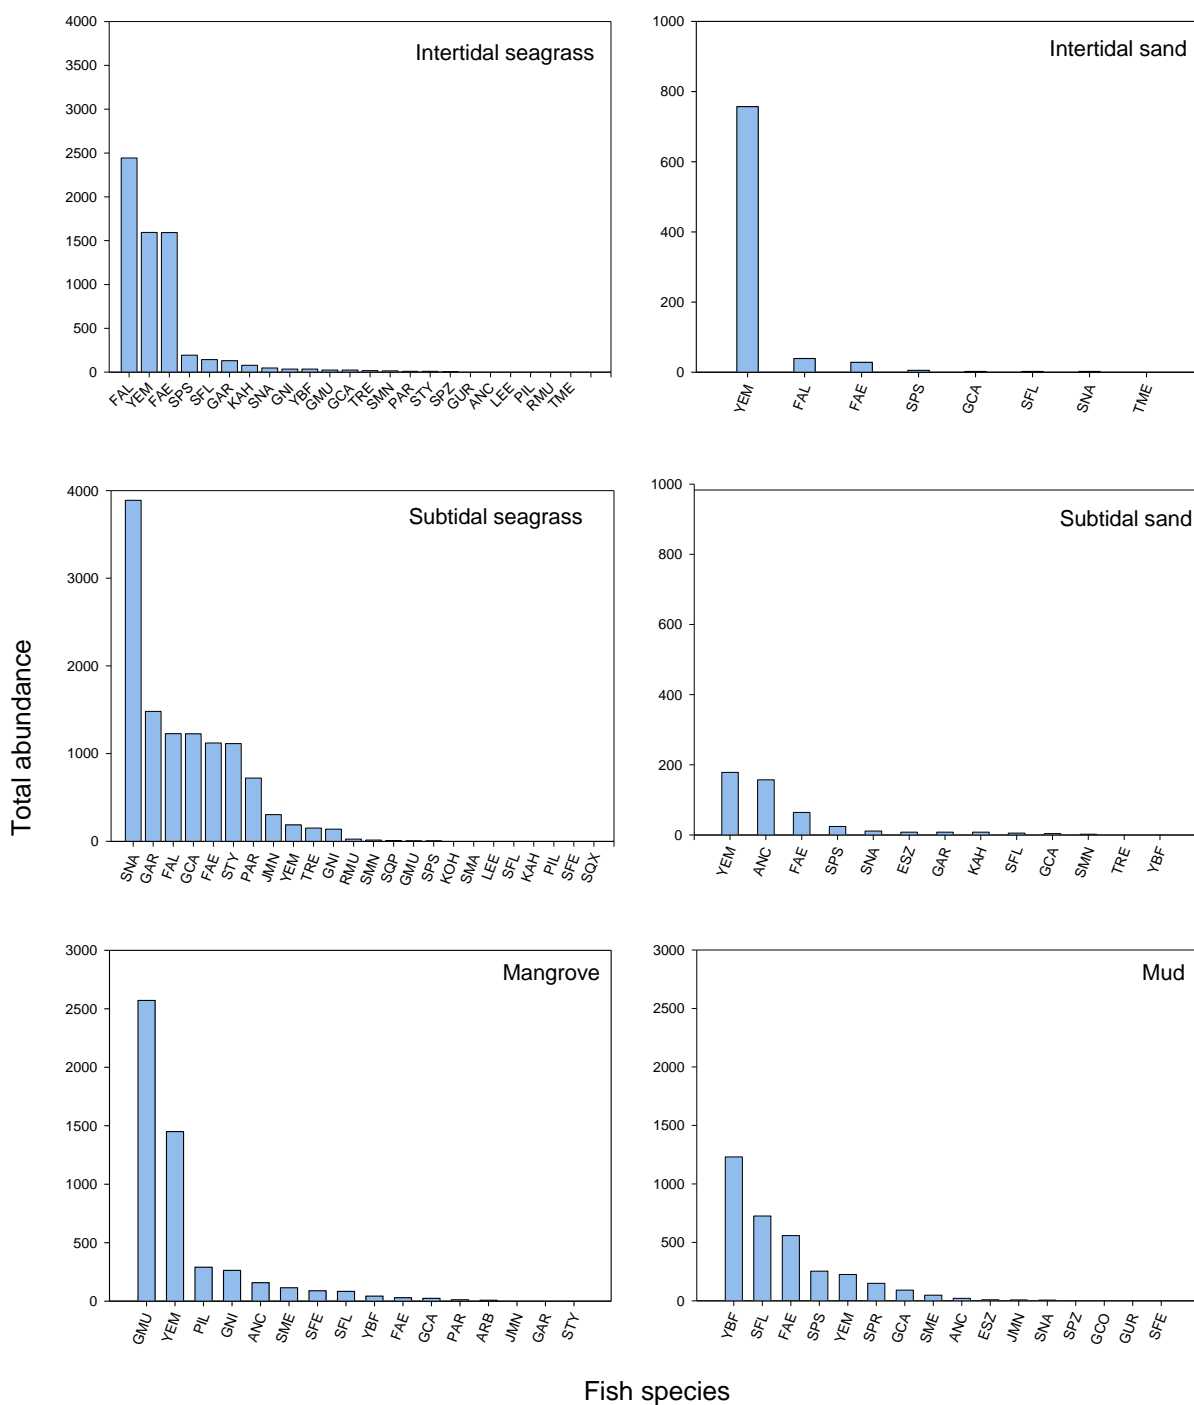 Intertidal seagrass
4000
3500
3000
2500
2000
1500
1000
500
0
FAL YEM FAE SPS SFL GAR KAH SNA GNI YBF GMU GCA TRE SMN PAR STY SPZ GUR ANC LEE PIL RMU TME
Intertidal sand
1000
800
600
400
200
0
YEM FAL FAE SPS GCA SFL SNA TME
Subtidal seagrass
4000
3000
2000
1000
0
SNA GAR FAL GCA FAE STY PAR JMN YEM TRE GNI RMU SMN SQP GMU SPS KOH SMA LEE SFL KAH PIL SFE SQX
Subtidal sand
1000
800
600
400
200
0
YEM ANC FAE SPS SNA ESZ GAR KAH SFL GCA SMN TRE YBF
Total abundance
Mangrove
3000
2500
2000
1500
1000
500
0
GMU YEM PIL GNI ANC SME SFE SFL YBF FAE GCA PAR ARB JMN GAR STY
Mud
3000
2500
2000
1500
1000
500
0
YBF SFL FAE SPS YEM SPR GCA SME ANC ESZ JMN SNA SPZ GCO GUR SFE
Fish species